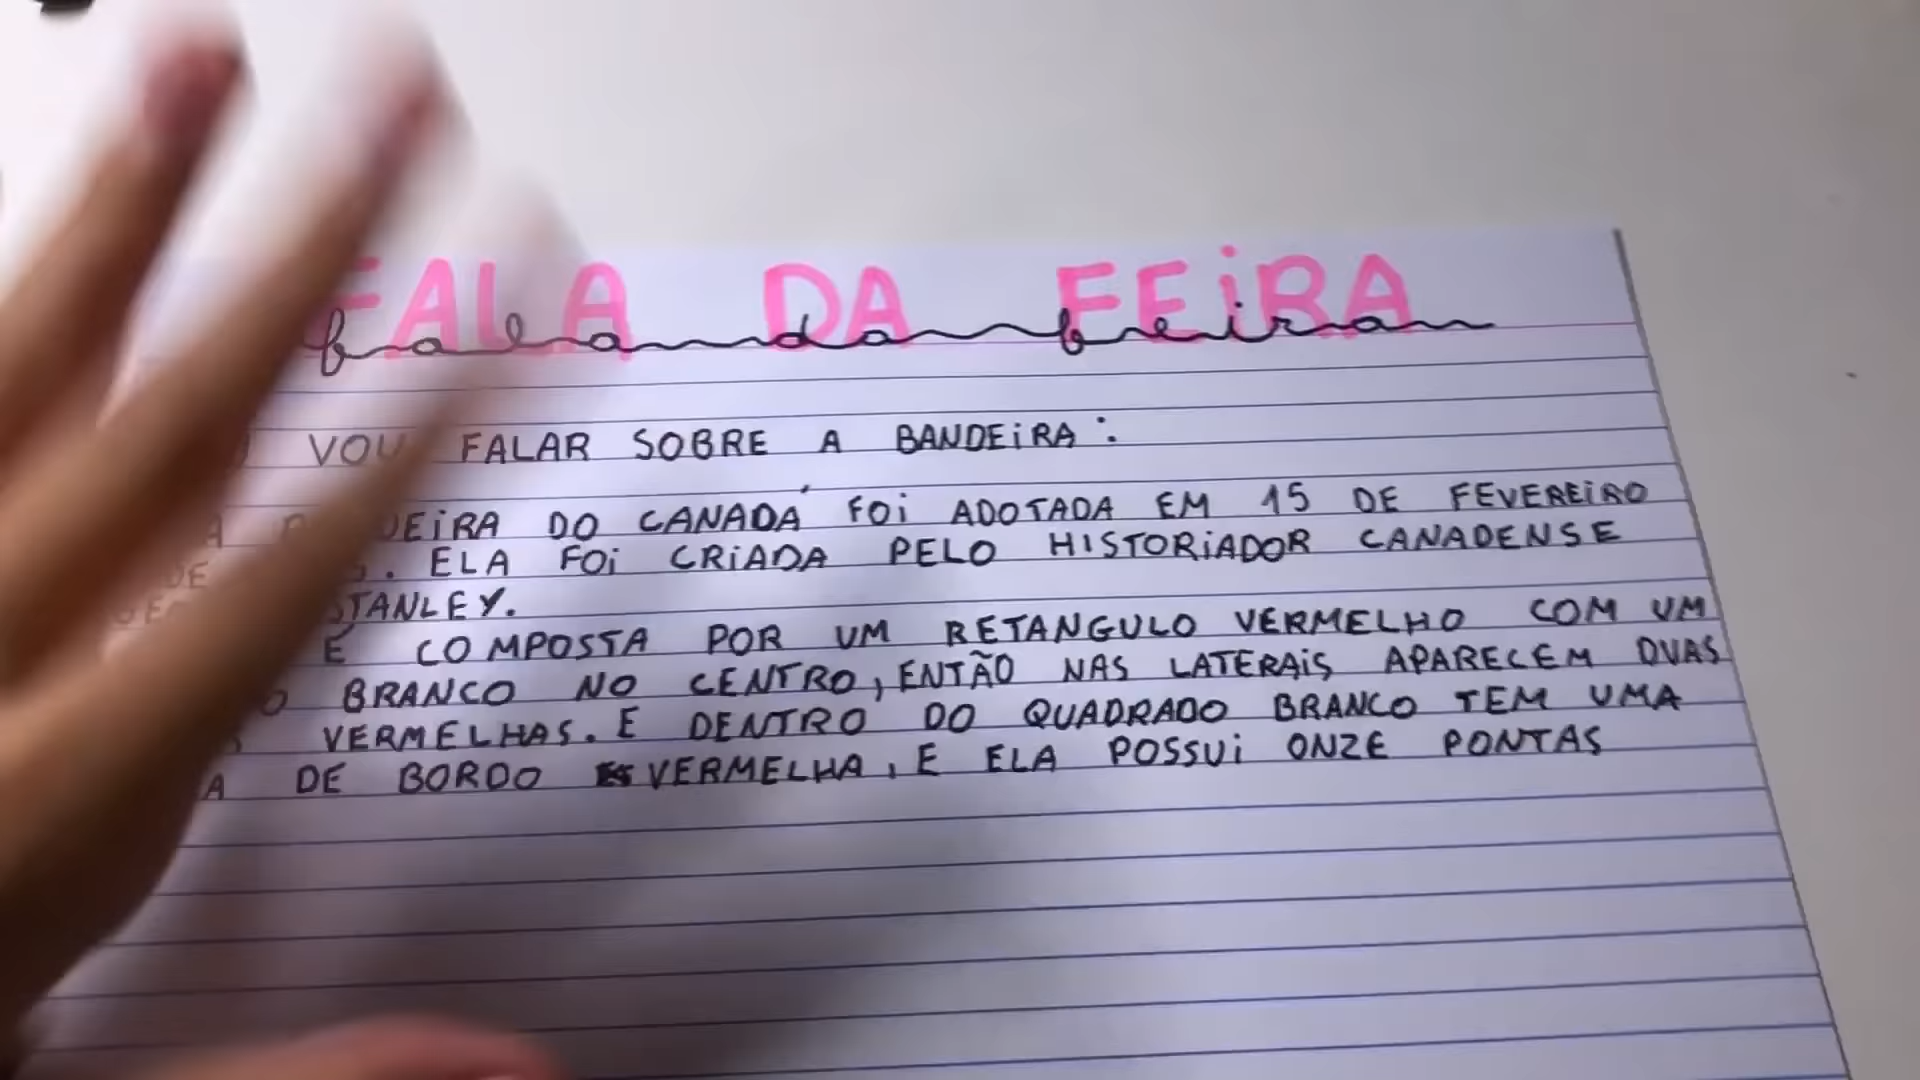 FALA DA FEIRA
fala da feira
VOU FALAR SOBRE A BANDEIRA:
A DEIRA DO CANADÁ FOI ADOTADA EM 15 DE FEVEREIRO
DE . ELA FOI CRIADA PELO HISTORIADOR CANADENSE
STANLEY.
É COMPOSTA POR UM RETANGULO VERMELHO COM UM
BRANCO NO CENTRO, ENTÃO NAS LATERAIS APARECEM DUAS
VERMELHAS. E DENTRO DO QUADRADO BRANCO TEM UMA
DE BORDO VERMELHA, E ELA POSSUI ONZE PONTAS